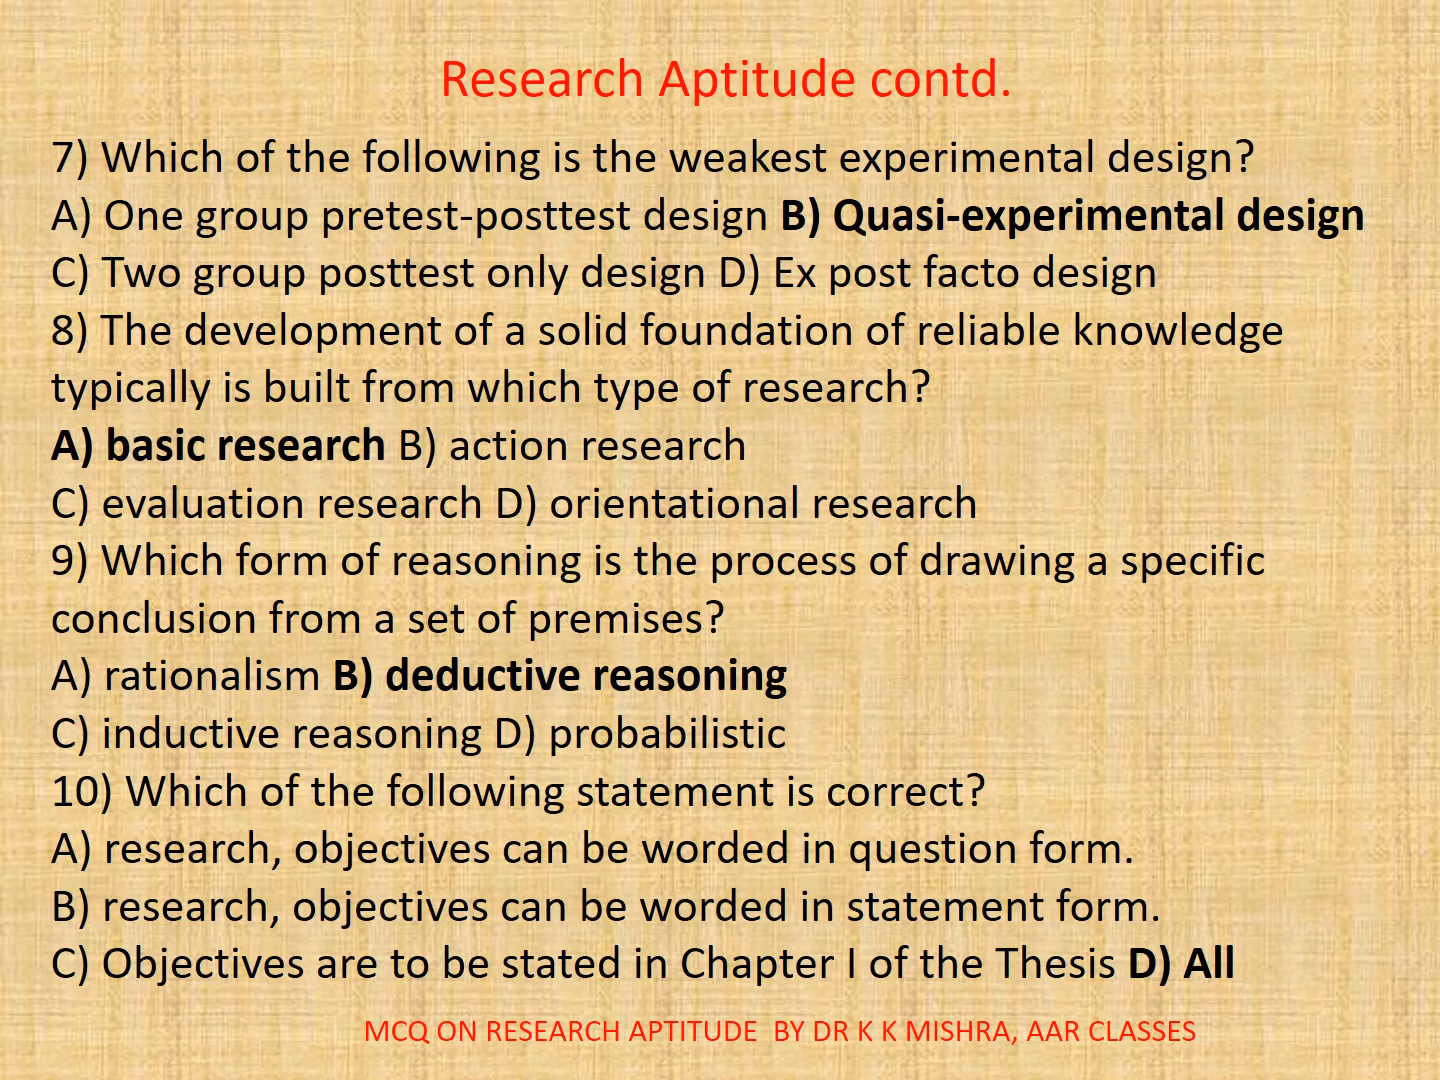 Research Aptitude contd.
7) Which of the following is the weakest experimental design?
A) One group pretest-posttest design B) Quasi-experimental design
C) Two group posttest only design D) Ex post facto design
8) The development of a solid foundation of reliable knowledge
typically is built from which type of research?
A) basic research B) action research
C) evaluation research D) orientational research
9) Which form of reasoning is the process of drawing a specific
conclusion from a set of premises?
A) rationalism B) deductive reasoning
C) inductive reasoning D) probabilistic
10) Which of the following statement is correct?
A) research, objectives can be worded in question form.
B) research, objectives can be worded in statement form.
C) Objectives are to be stated in Chapter I of the Thesis D) All
MCQ ON RESEARCH APTITUDE  BY DR K K MISHRA, AAR CLASSES